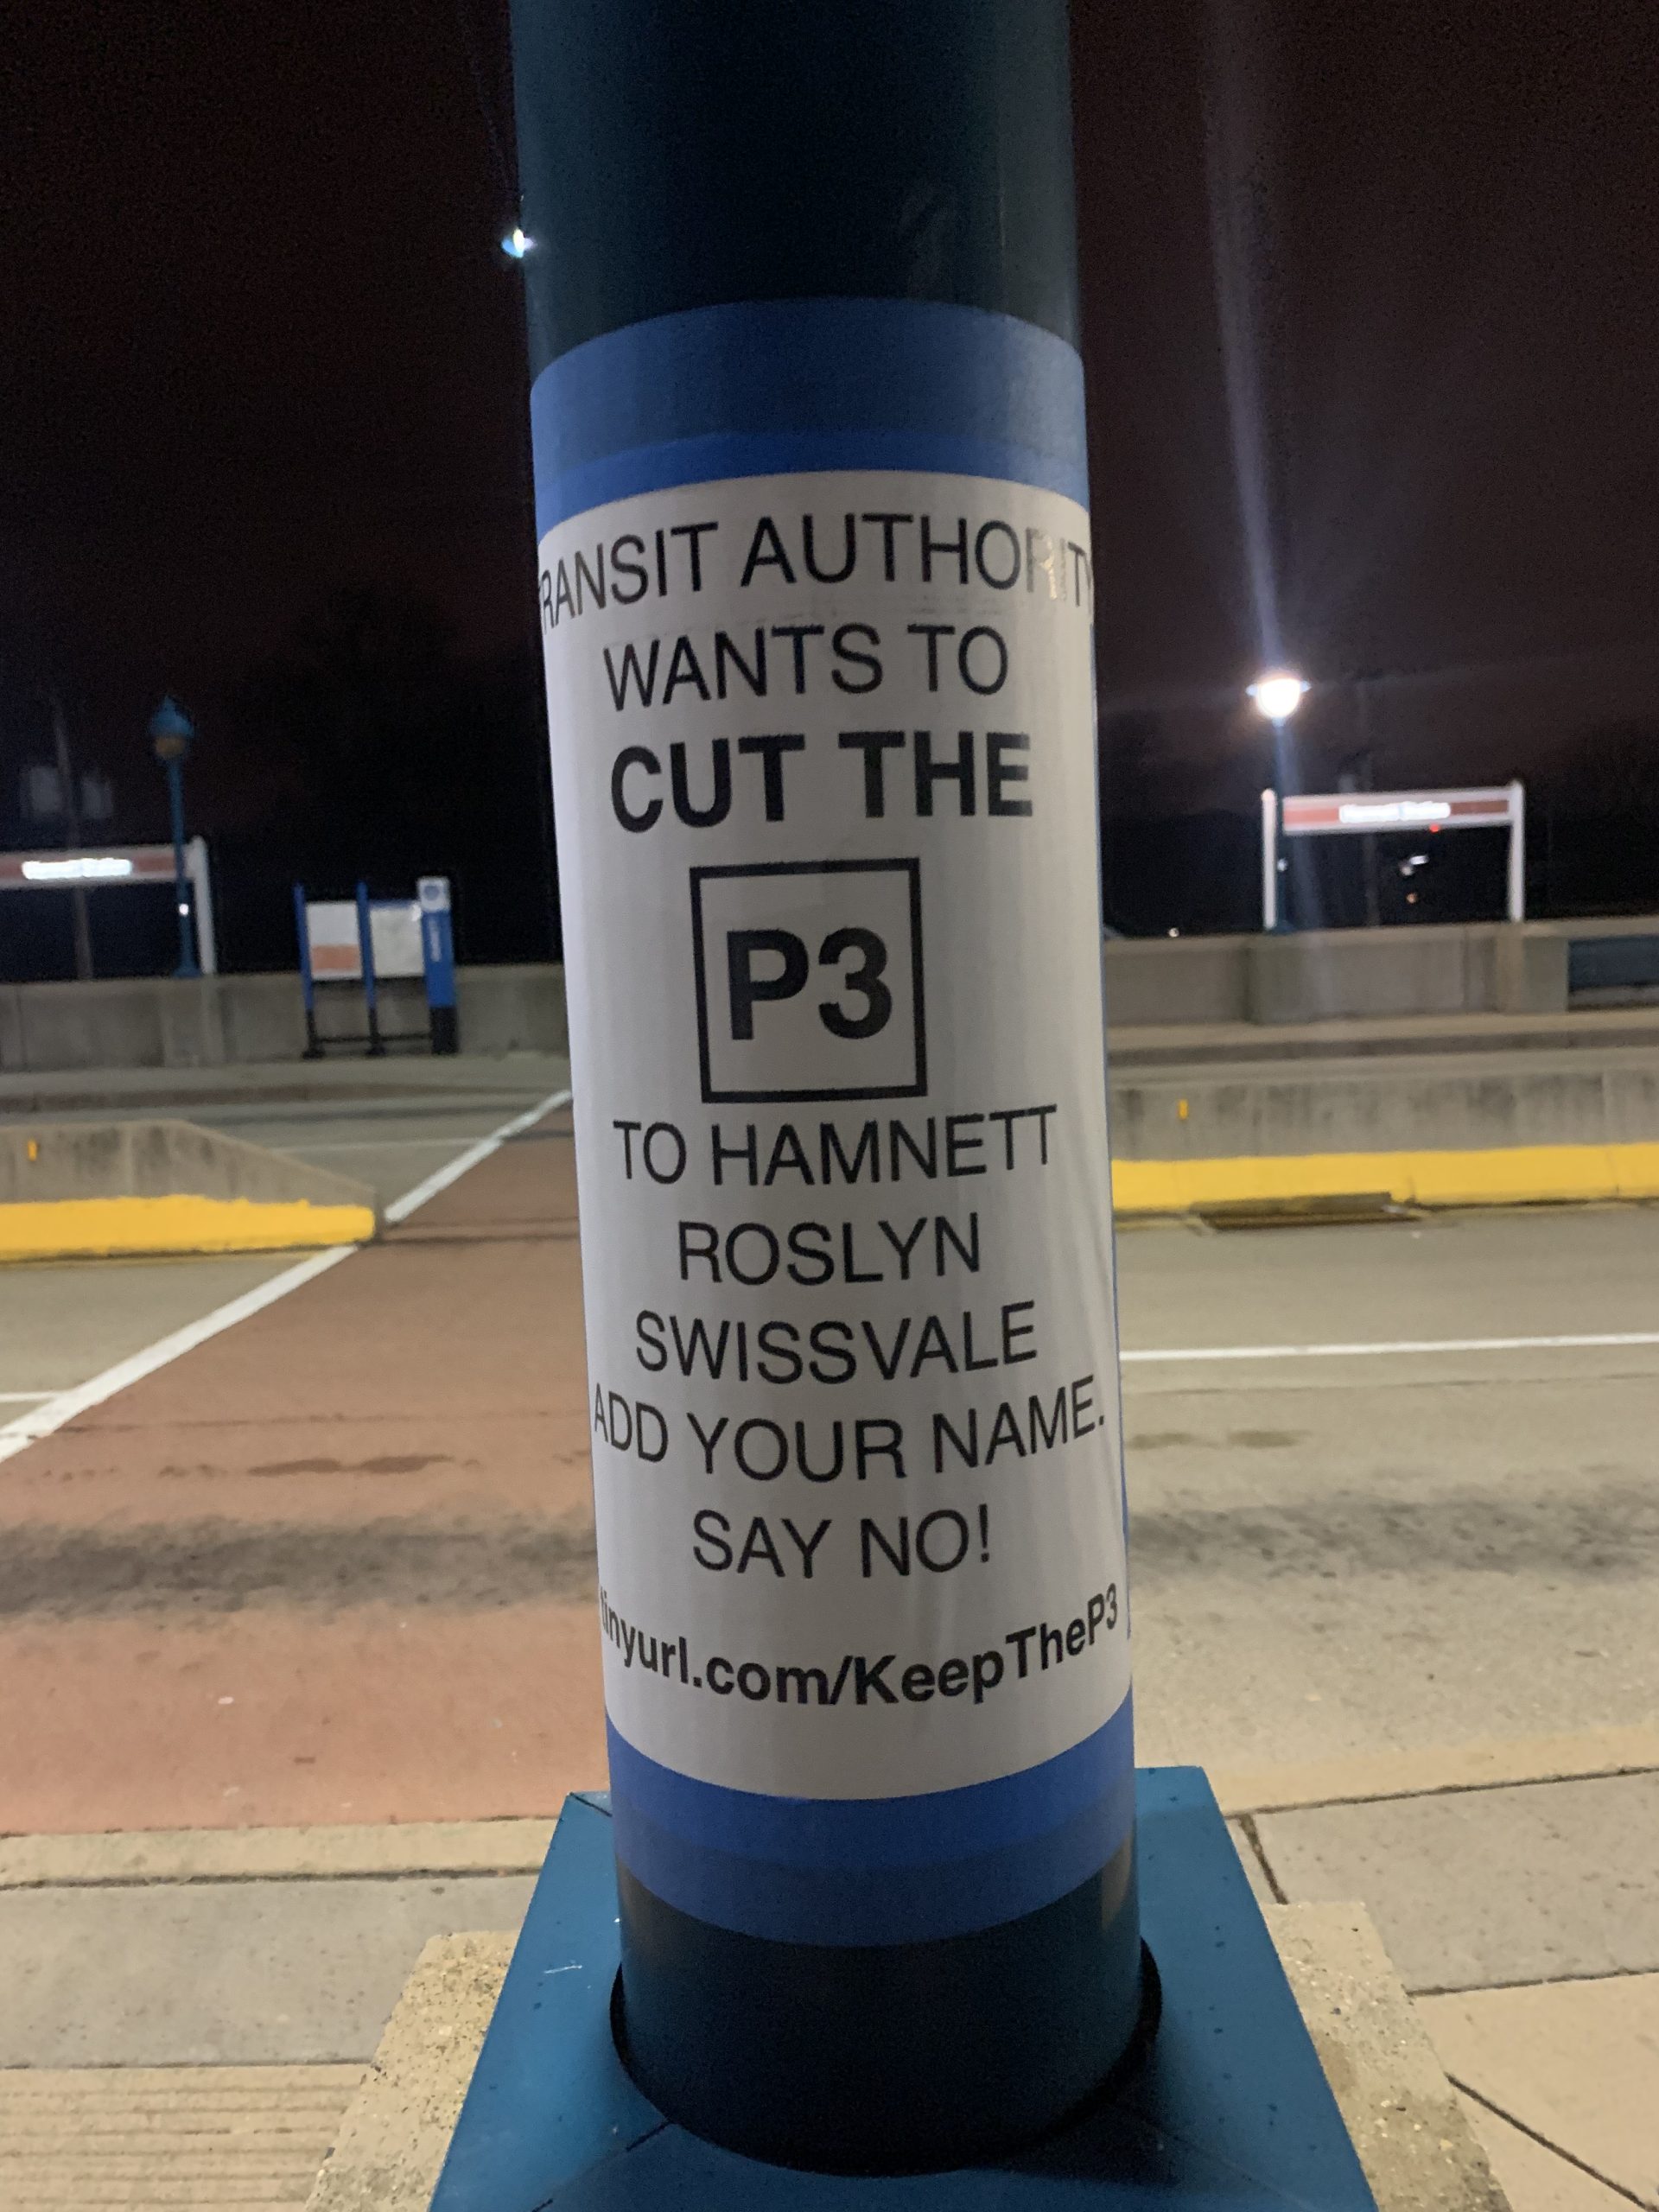 TRANSIT AUTHORITY
WANTS TO
CUT THE
P3
TO HAMNETT
ROSLYN
SWISSVALE
ADD YOUR NAME.
SAY NO!
tinyurl.com/KeepTheP3